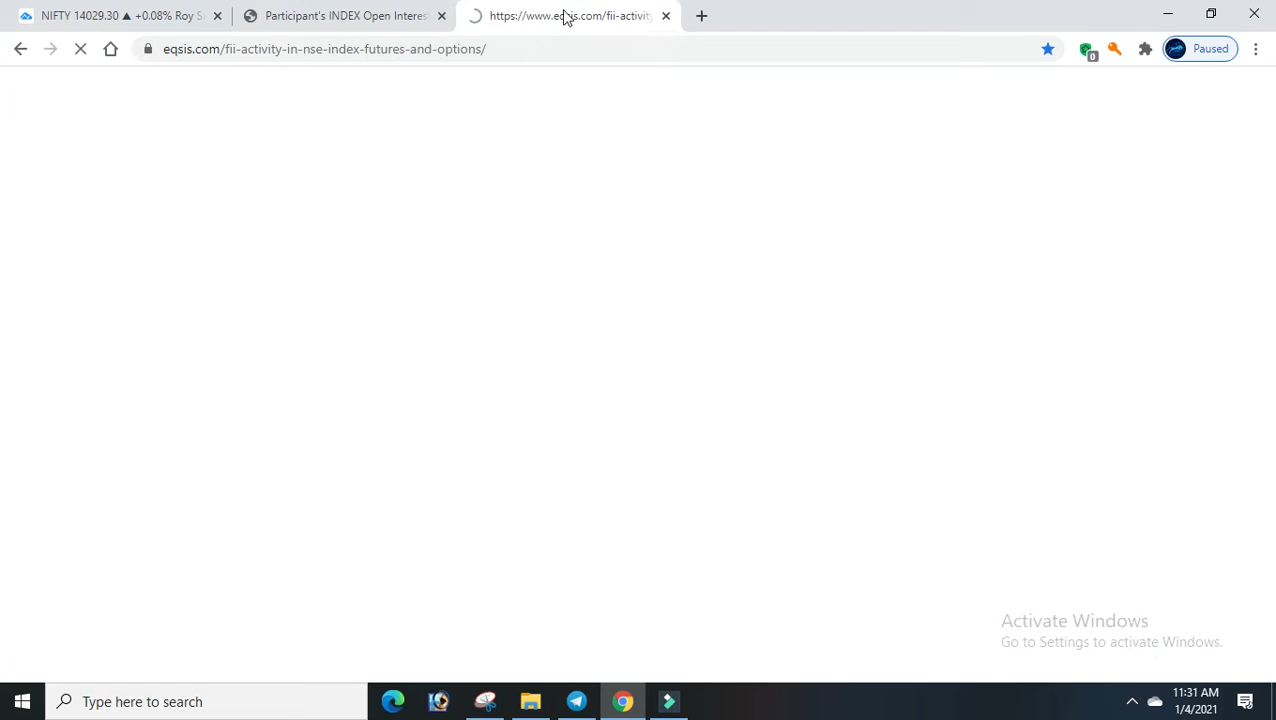 NIFTY 14029.30 ▲ +0.08% Roy S
Participant's INDEX Open Interes
https://www.eqsis.com/fii-activity
eqsis.com/fii-activity-in-nse-index-futures-and-options/
0
Paused
Activate Windows
Go to Settings to activate Windows.
Type here to search
11:31 AM
1/4/2021